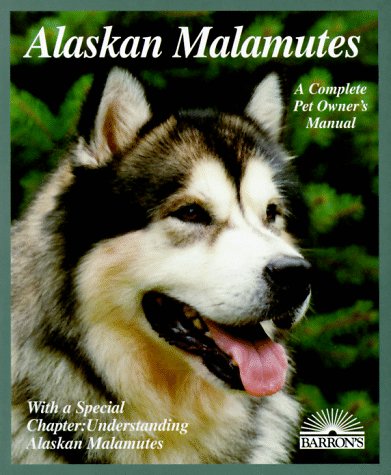 Alaskan Malamutes
A Complete
Pet Owner's
Manual
With a Special
Chapter:Understanding
Alaskan Malamutes
BARRON'S